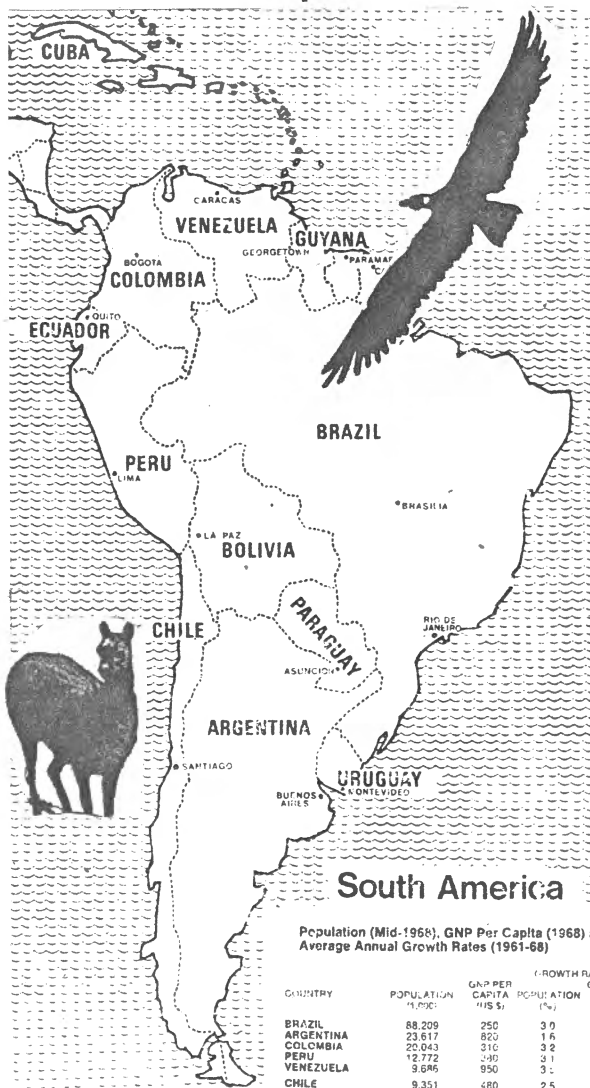 CUBA
CARACAS
VENEZUELA
GUYANA
GEORGETOWN
BOGOTA
COLOMBIA
QUITO
ECUADOR
BRAZIL
PERU
LIMA
BRASILIA
LA PAZ
BOLIVIA
PARAGUAY
CHILE
RIO DE
JANEIRO
ASUNCION
ARGENTINA
SANTIAGO
URUGUAY
MONTEVIDEO
BUENOS
AIRES
South America
Population (Mid-1968), GNP Per Capita (1968)
Average Annual Growth Rates (1961-68)
GROWTH
GNP PER
COUNTRY POPULATION CAPITA POPULATION
(US $) (%)
BRAZIL 88,209 250 3.0
ARGENTINA 23,617 820 1.6
COLOMBIA 20,043 310 3.2
PERU 12,772 3.1
VENEZUELA 9,686 950
CHILE 9,351 480 2.5